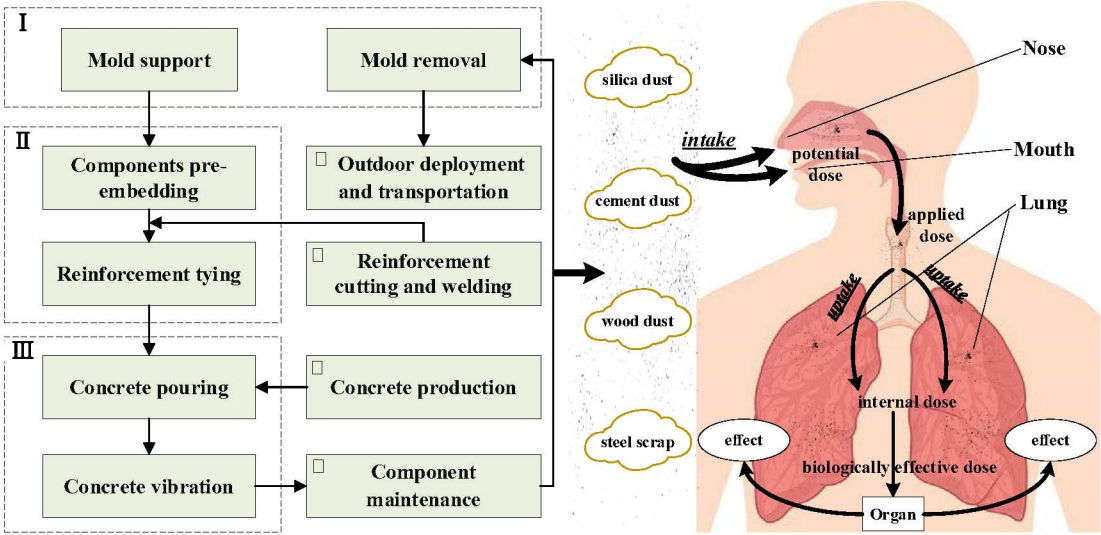 I
Mold support
Mold removal
II
Components pre-
embedding
Outdoor deployment
and transportation
Reinforcement tying
Reinforcement
cutting and welding
III
Concrete pouring
Concrete production
Concrete vibration
Component
maintenance
silica dust
cement dust
wood dust
steel scrap
intake
Nose
potential
dose
Mouth
applied
dose
Lung
uptake
uptake
internal dose
effect
effect
biologically effective dose
Organ